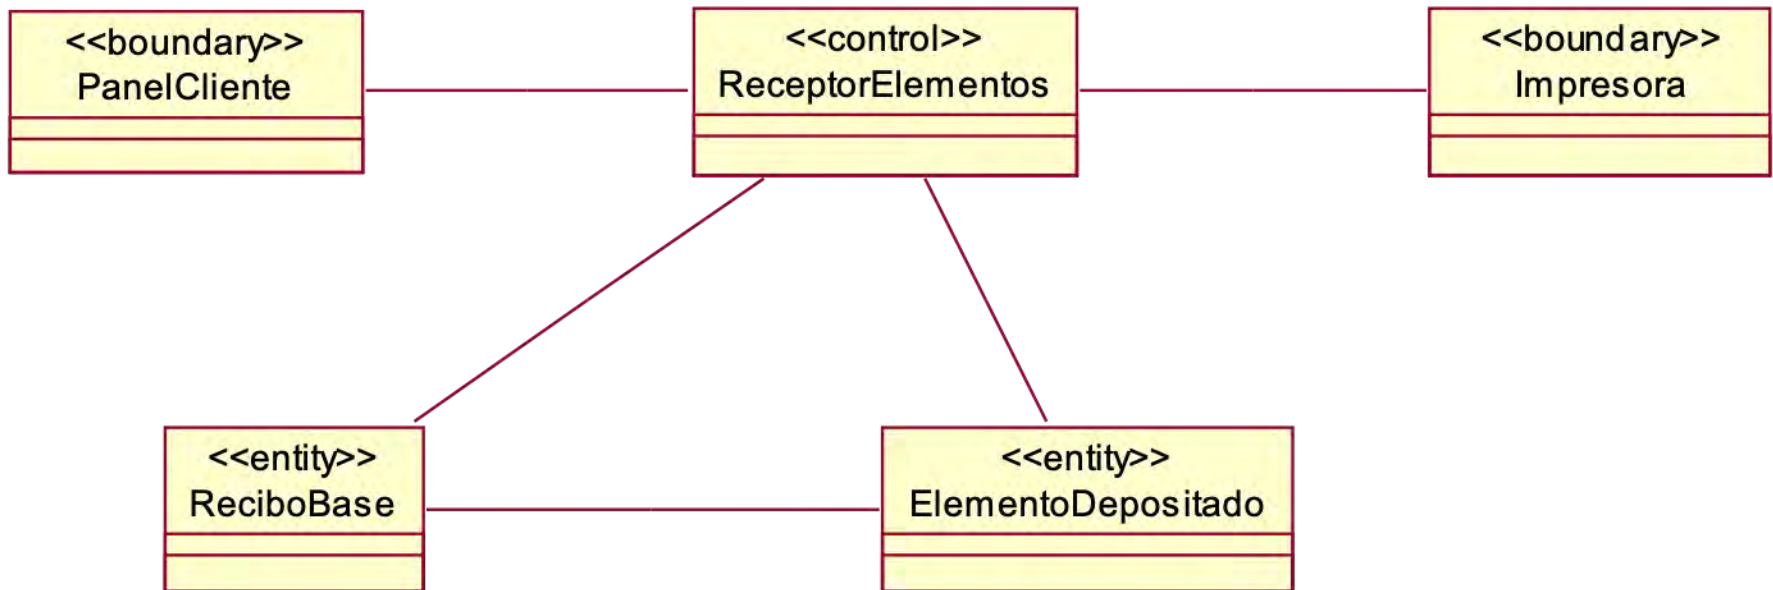 <<boundary>>
PanelCliente
<<control>>
ReceptorElementos
<<boundary>>
Impresora
<<entity>>
ReciboBase
<<entity>>
ElementoDepositado